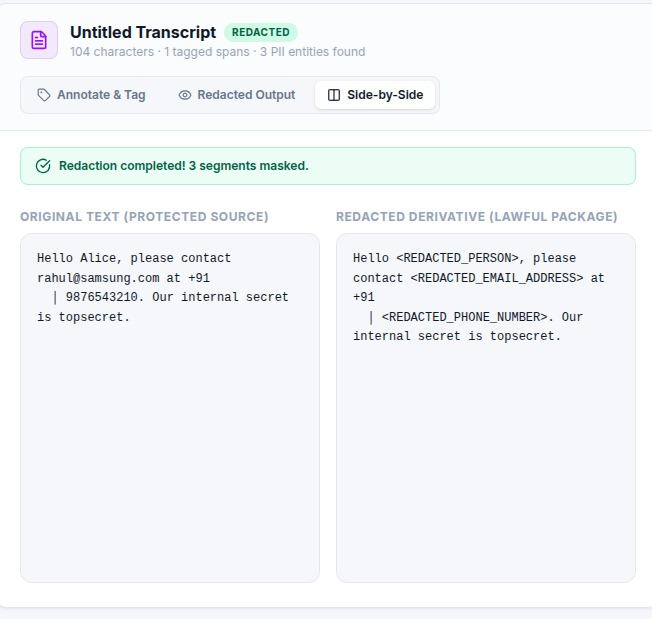 Untitled Transcript REDACTED
104 characters · 1 tagged spans · 3 PII entities found
Annotate & Tag Redacted Output Side-by-Side
Redaction completed! 3 segments masked.
ORIGINAL TEXT (PROTECTED SOURCE)
Hello Alice, please contact
rahul@samsung.com at +91
| 9876543210. Our internal secret
is topsecret.
REDACTED DERIVATIVE (LAWFUL PACKAGE)
Hello <REDACTED_PERSON>, please
contact <REDACTED_EMAIL_ADDRESS> at
+91
| <REDACTED_PHONE_NUMBER>. Our
internal secret is topsecret.